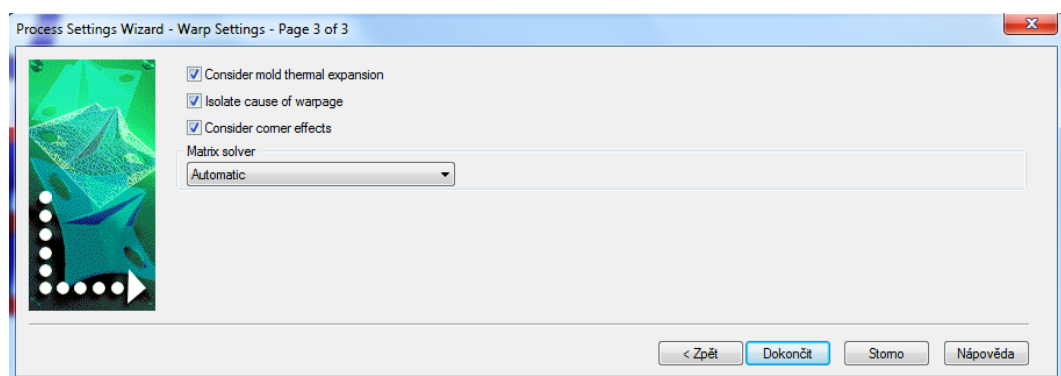 Process Settings Wizard - Warp Settings - Page 3 of 3
x
Consider mold thermal expansion
Isolate cause of warpage
Consider corner effects
Matrix solver
Automatic
< Zpět Dokončit Storno Nápověda